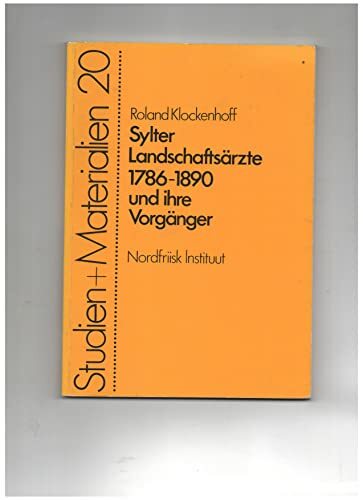 Studien+Materialien 20
Roland Klockenhoff
Sylter
Landschaftsärzte
1786-1890
und ihre
Vorgänger
Nordfriisk Instituut